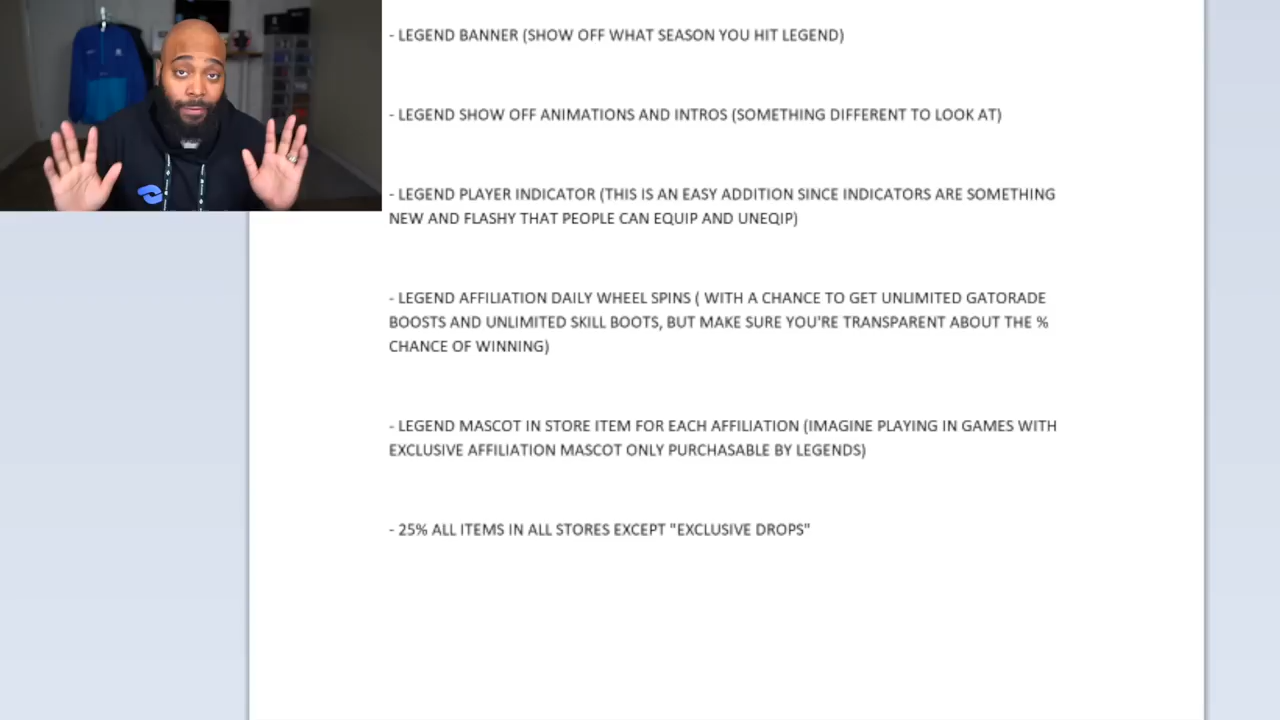 - LEGEND BANNER (SHOW OFF WHAT SEASON YOU HIT LEGEND)
- LEGEND SHOW OFF ANIMATIONS AND INTROS (SOMETHING DIFFERENT TO LOOK AT)
- LEGEND PLAYER INDICATOR (THIS IS AN EASY ADDITION SINCE INDICATORS ARE SOMETHING
NEW AND FLASHY THAT PEOPLE CAN EQUIP AND UNEQIP)
- LEGEND AFFILIATION DAILY WHEEL SPINS ( WITH A CHANCE TO GET UNLIMITED GATORADE
BOOSTS AND UNLIMITED SKILL BOOTS, BUT MAKE SURE YOU'RE TRANSPARENT ABOUT THE %
CHANCE OF WINNING)
- LEGEND MASCOT IN STORE ITEM FOR EACH AFFILIATION (IMAGINE PLAYING IN GAMES WITH
EXCLUSIVE AFFILIATION MASCOT ONLY PURCHASABLE BY LEGENDS)
- 25% ALL ITEMS IN ALL STORES EXCEPT "EXCLUSIVE DROPS"